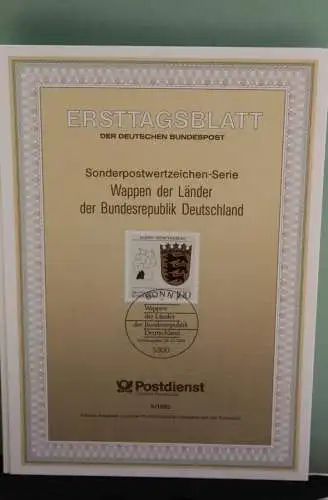 ERSTTAGSBLATT
DER DEUTSCHEN BUNDESPOST
Sonderpostwertzeichen-Serie
Wappen der Länder
der Bundesrepublik Deutschland
BONN
Wappen
der Länder
der Bundesrepublik
Deutschland
5300
Postdienst